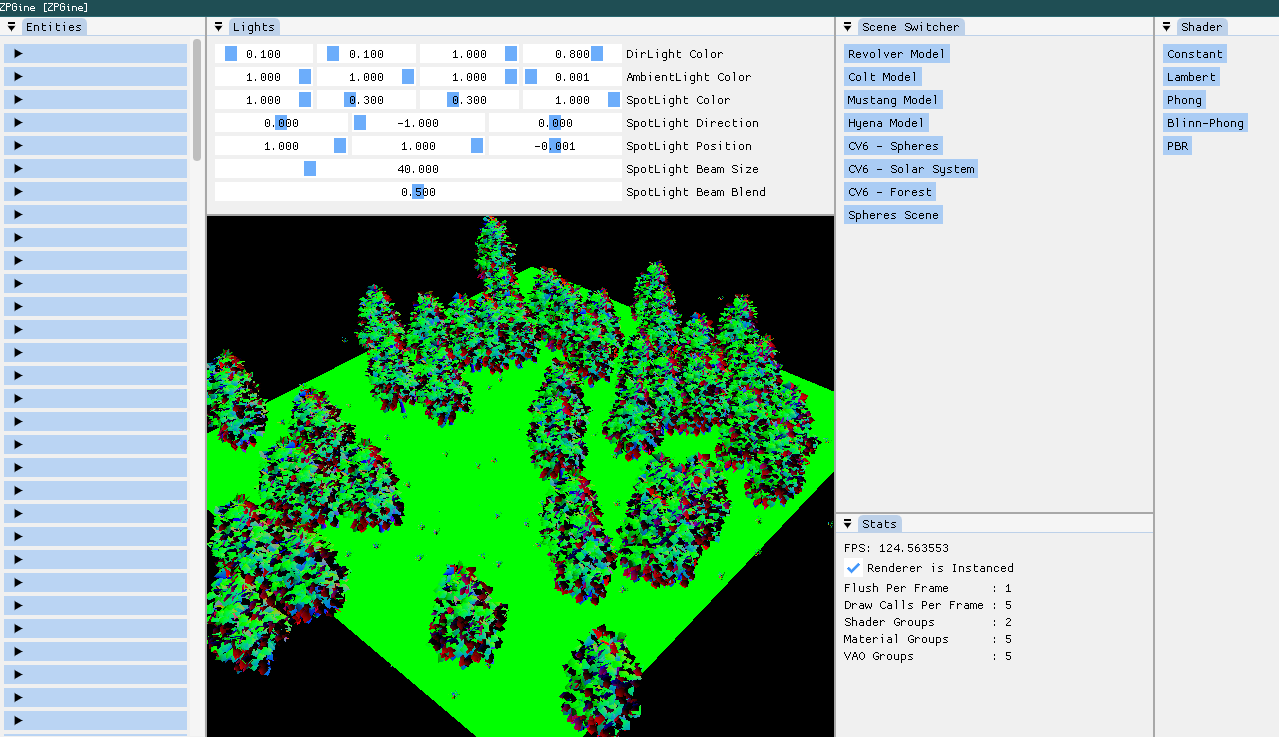 ZPGine [ZPGine]
Entities
Lights
0.100 0.100 1.000 0.800 DirLight Color
1.000 1.000 1.000 0.001 AmbientLight Color
1.000 0.300 0.300 1.000 SpotLight Color
0.000 -1.000 0.000 SpotLight Direction
1.000 1.000 -0.001 SpotLight Position
40.000 SpotLight Beam Size
0.500 SpotLight Beam Blend
Scene Switcher
Revolver Model
Colt Model
Mustang Model
Hyena Model
CV6 - Spheres
CV6 - Solar System
CV6 - Forest
Spheres Scene
Stats
FPS: 124.563553
Renderer is Instanced
Flush Per Frame : 1
Draw Calls Per Frame : 5
Shader Groups : 2
Material Groups : 5
VAO Groups : 5
Shader
Constant
Lambert
Phong
Blinn-Phong
PBR